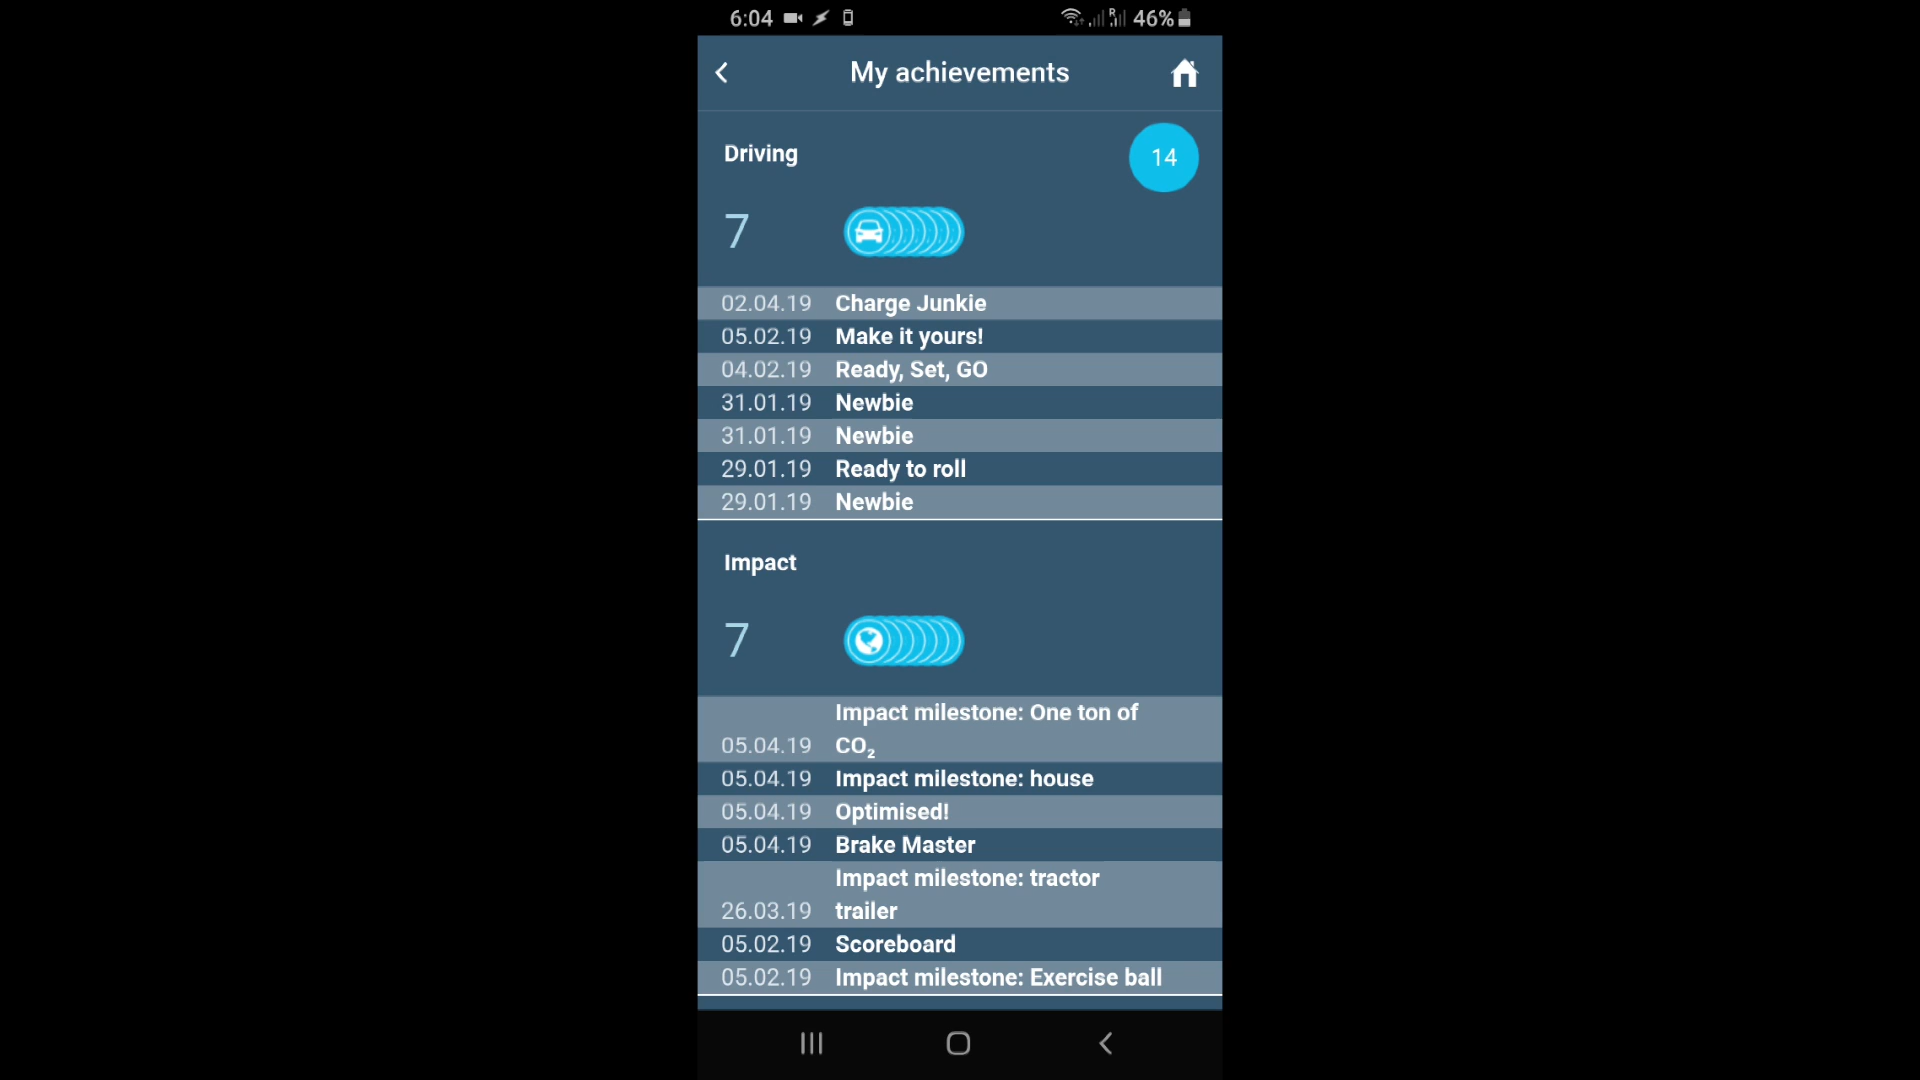 6:04 R 46%
My achievements
Driving
14
7
02.04.19 Charge Junkie
05.02.19 Make it yours!
04.02.19 Ready, Set, GO
31.01.19 Newbie
31.01.19 Newbie
29.01.19 Ready to roll
29.01.19 Newbie
Impact
7
Impact milestone: One ton of
05.04.19 CO₂
05.04.19 Impact milestone: house
05.04.19 Optimised!
05.04.19 Brake Master
Impact milestone: tractor
26.03.19 trailer
05.02.19 Scoreboard
05.02.19 Impact milestone: Exercise ball